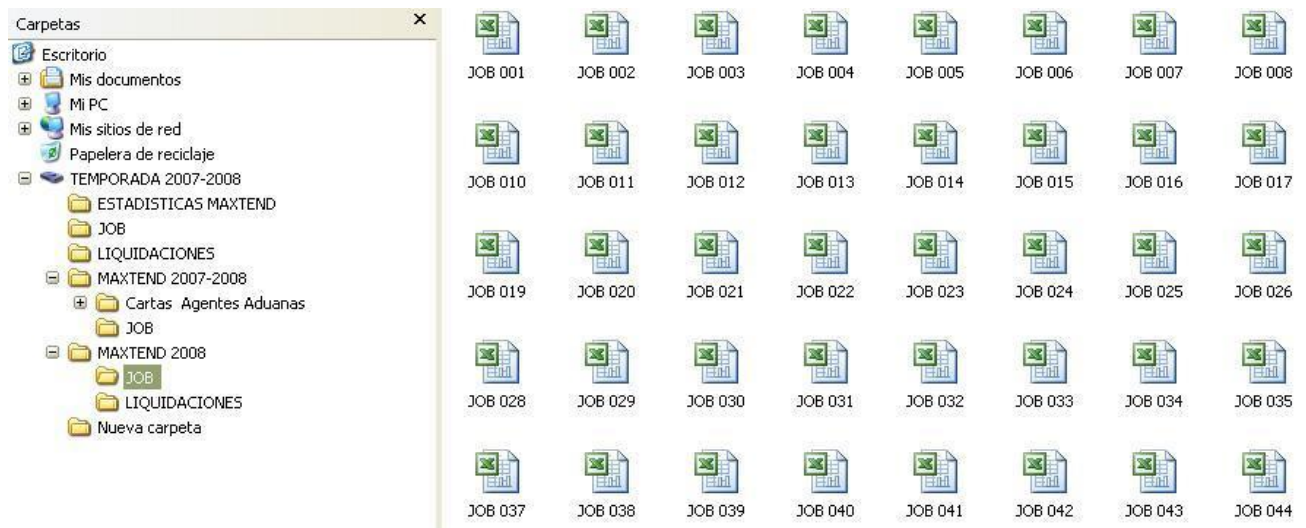 Carpetas
Escritorio
Mis documentos
Mi PC
Mis sitios de red
Papelera de reciclaje
TEMPORADA 2007-2008
ESTADISTICAS MAXTEND
JOB
LIQUIDACIONES
MAXTEND 2007-2008
Cartas Agentes Aduanas
JOB
MAXTEND 2008
JOB
LIQUIDACIONES
Nueva carpeta
JOB 001 JOB 002 JOB 003 JOB 004 JOB 005 JOB 006 JOB 007 JOB 008
JOB 010 JOB 011 JOB 012 JOB 013 JOB 014 JOB 015 JOB 016 JOB 017
JOB 019 JOB 020 JOB 021 JOB 022 JOB 023 JOB 024 JOB 025 JOB 026
JOB 028 JOB 029 JOB 030 JOB 031 JOB 032 JOB 033 JOB 034 JOB 035
JOB 037 JOB 038 JOB 039 JOB 040 JOB 041 JOB 042 JOB 043 JOB 044